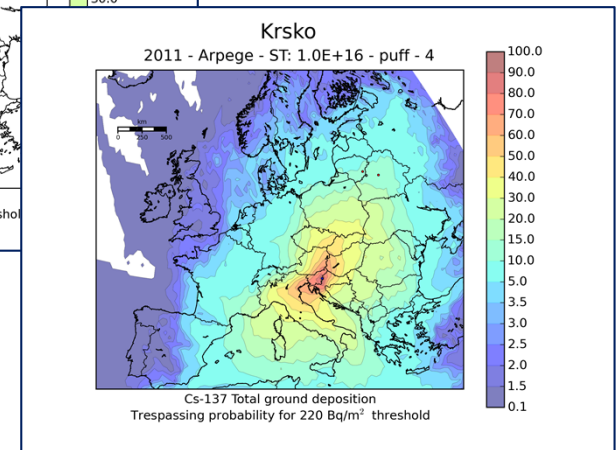 50.0
Krsko
2011 - Arpege - ST: 1.0E+16 - puff - 4
km
0 250 500
100.0
90.0
80.0
70.0
60.0
50.0
40.0
30.0
20.0
15.0
10.0
5.0
3.5
3.0
2.5
2.0
1.5
0.1
shol
Cs-137 Total ground deposition
Trespassing probability for 220 Bq/m² threshold